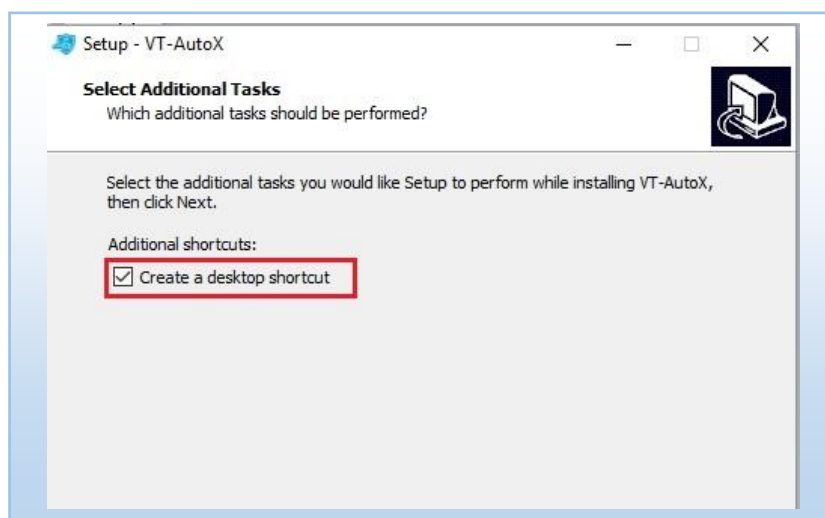 Setup - VT-AutoX
Select Additional Tasks
Which additional tasks should be performed?
Select the additional tasks you would like Setup to perform while installing VT-AutoX,
then click Next.
Additional shortcuts:
Create a desktop shortcut